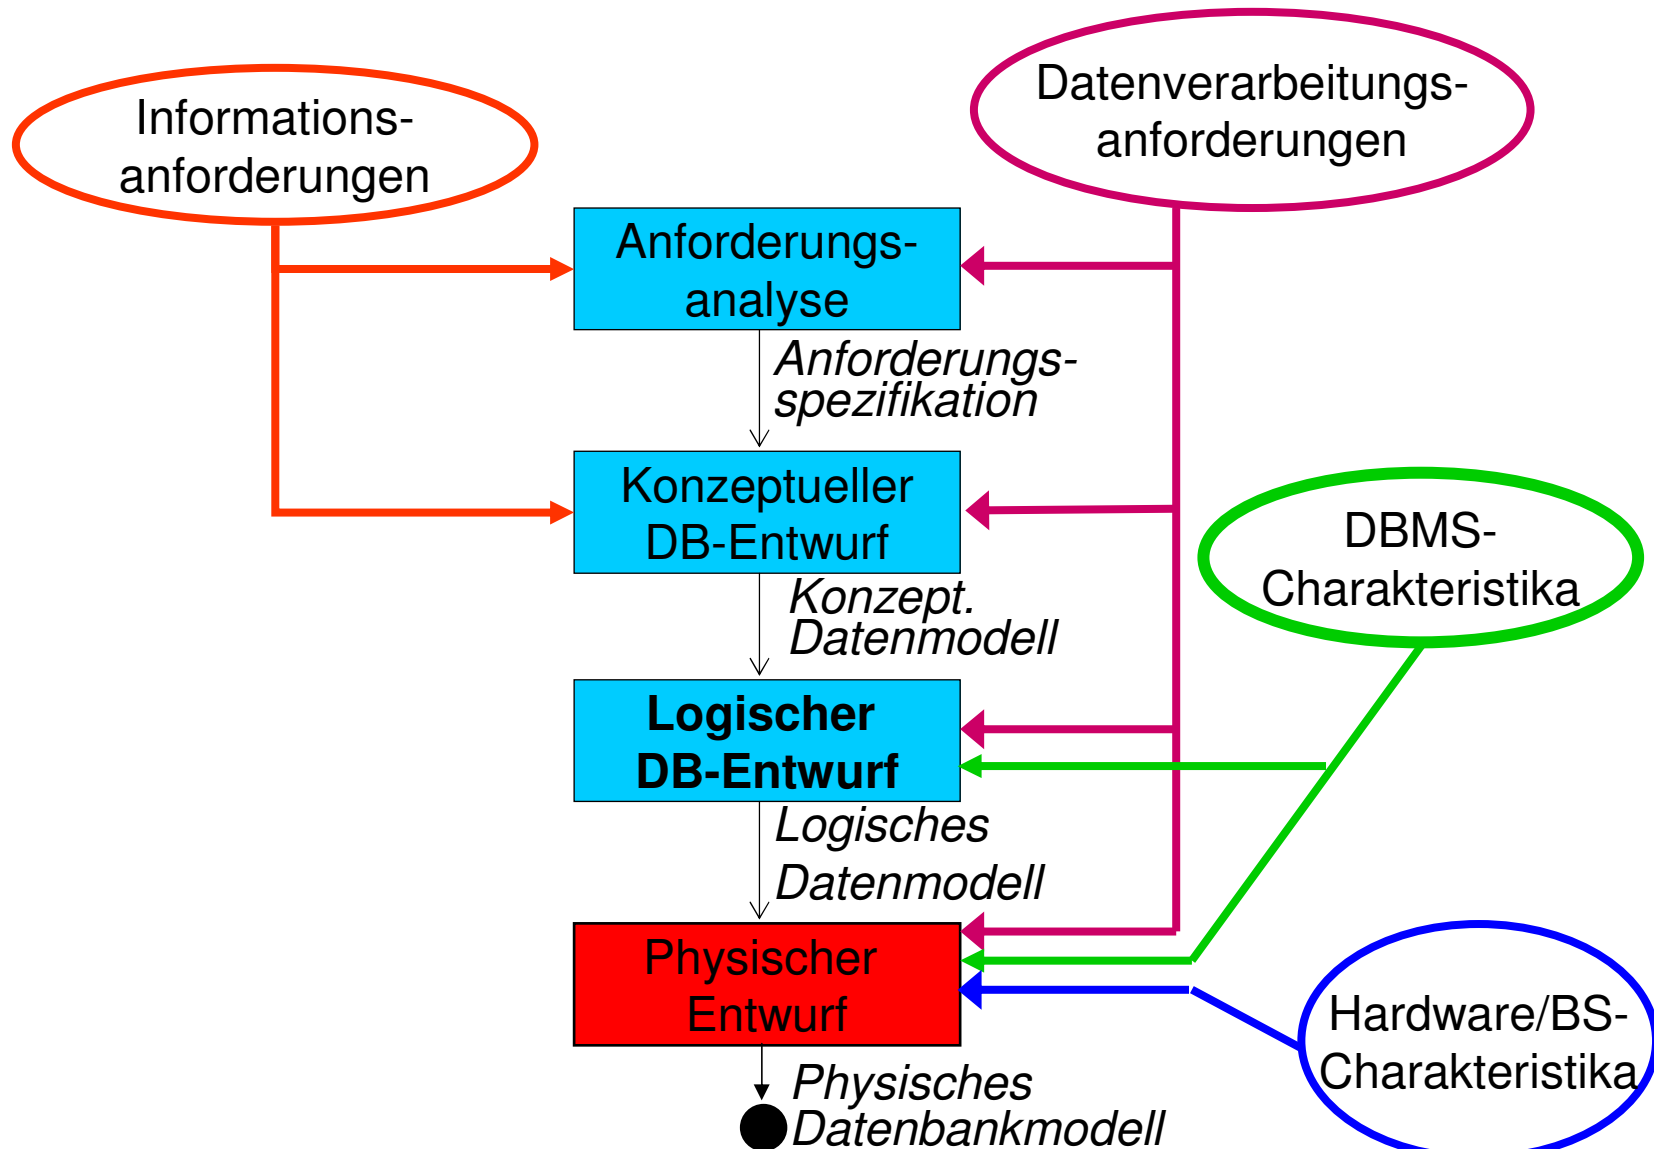 Informations-
anforderungen
Datenverarbeitungs-
anforderungen
Anforderungs-
analyse
Anforderungs-
spezifikation
Konzeptueller
DB-Entwurf
DBMS-
Charakteristika
Konzept.
Datenmodell
Logischer
DB-Entwurf
Logisches
Datenmodell
Physischer
Entwurf
Hardware/BS-
Charakteristika
Physisches
Datenbankmodell